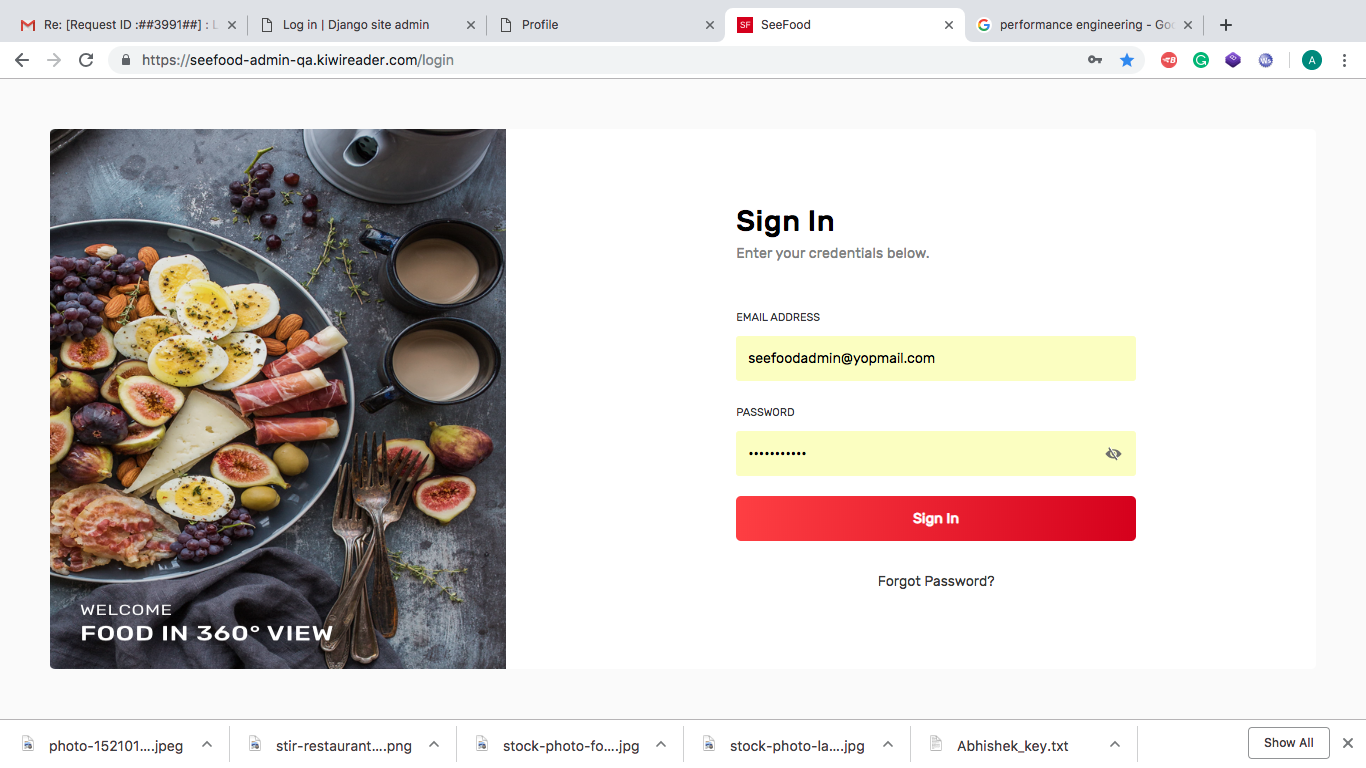 Re: [Request ID :##3991##] : L
Log in | Django site admin
Profile
SF
SeeFood
performance engineering - Goo
https://seefood-admin-qa.kiwireader.com/login
A
Sign In
Enter your credentials below.
EMAIL ADDRESS
seefoodadmin@yopmail.com
PASSWORD
•••••••••••
Sign In
Forgot Password?
WELCOME
FOOD IN 360° VIEW
photo-152101....jpeg
stir-restaurant....png
stock-photo-fo....jpg
stock-photo-la....jpg
Abhishek_key.txt
Show All